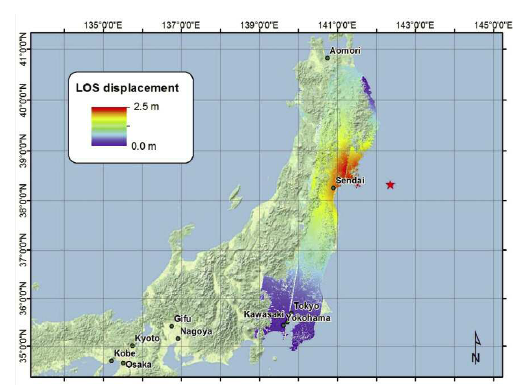 135°0'0"E 137°0'0"E 139°0'0"E 141°0'0"E 143°0'0"E 145°0'0"E
41°0'0"N
40°0'0"N
39°0'0"N
38°0'0"N
37°0'0"N
36°0'0"N
35°0'0"N
Aomori
LOS displacement
2.5 m
0.0 m
Sendai
Tokyo
Kawasaki
Yokohama
Gifu
Nagoya
Kyoto
Kobe
Osaka
N